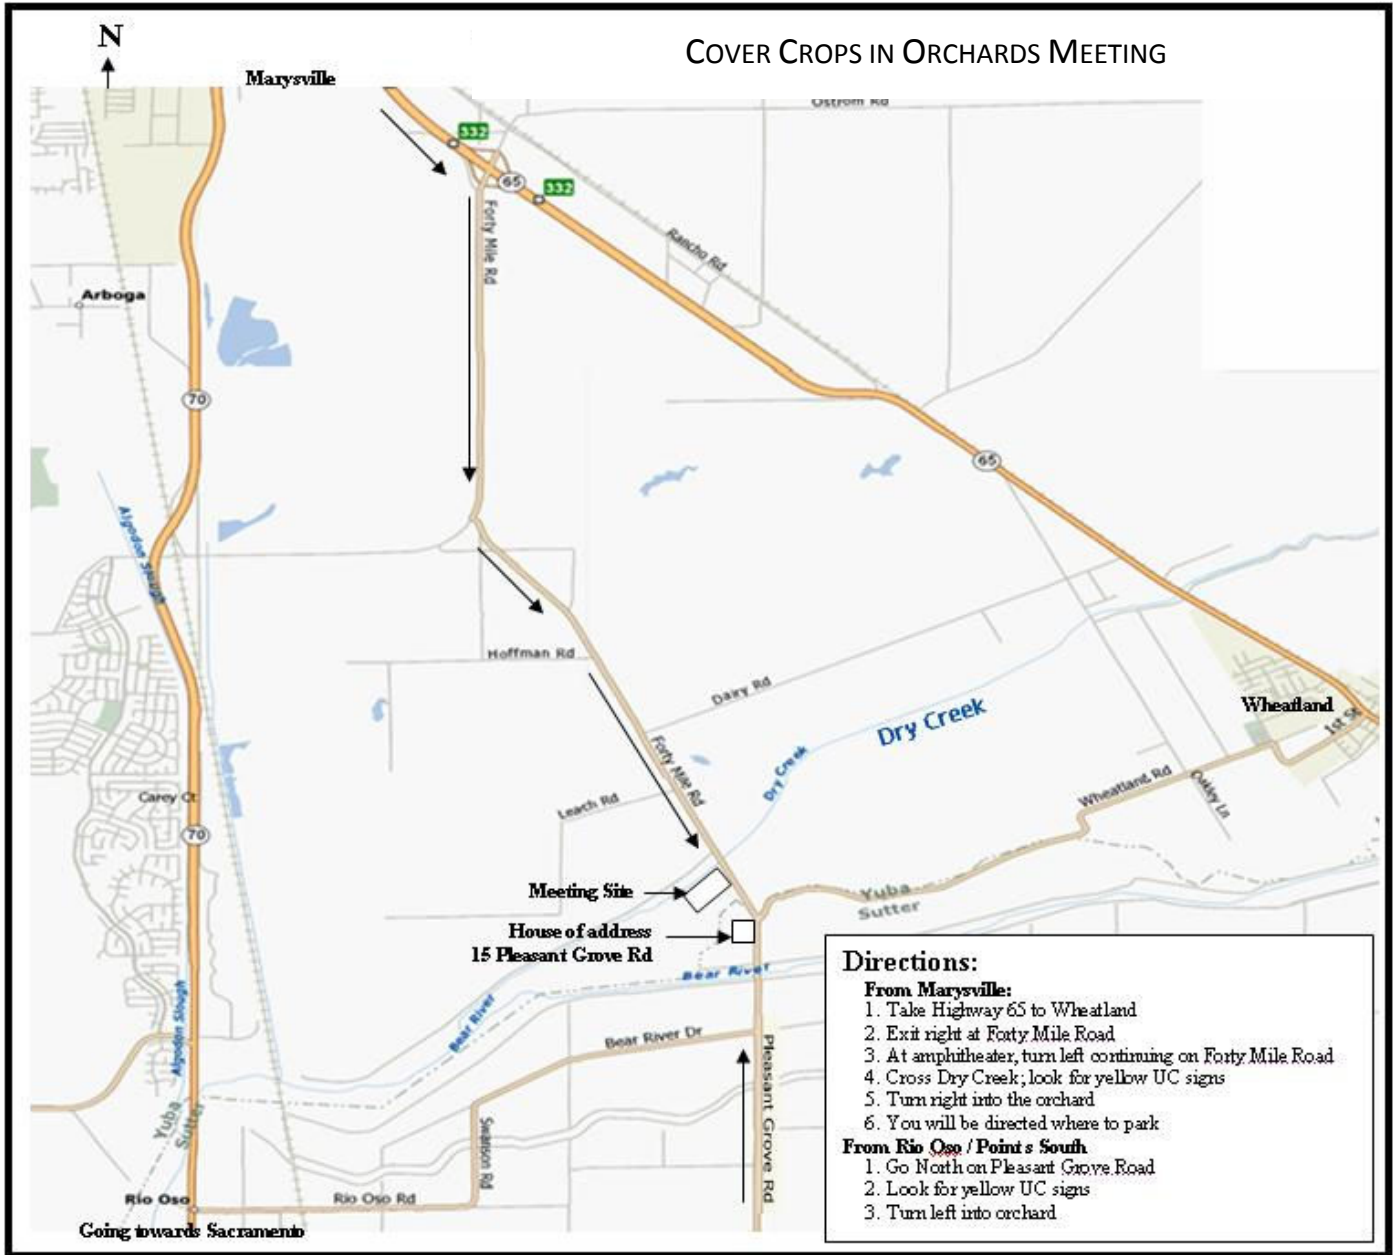 N
COVER CROPS IN ORCHARDS MEETING
Marysville
Ostrom Rd
332
65
332
Forty Mile Rd
Rancho Rd
Arboga
70
65
Algodon Slough
Hoffman Rd
Dairy Rd
Dry Creek
Wheatland
1st St
Forty Mile Rd
Dry Creek
Wheatland Rd
Oakley Ln
Carey Ct
Leach Rd
70
Meeting Site
Yuba
Sutter
House of address
15 Pleasant Grove Rd
Bear River
Algodon Slough
Bear River
Bear River Dr
Pleasant Grove Rd
Yuba
Sutter
Swanson Rd
Rio Oso
Rio Oso Rd
Going towards Sacramento
Directions:
From Marysville:
1. Take Highway 65 to Wheatland
2. Exit right at Forty Mile Road
3. At amphitheater, turn left continuing on Forty Mile Road
4. Cross Dry Creek; look for yellow UC signs
5. Turn right into the orchard
6. You will be directed where to park
From Rio Oso / Points South
1. Go North on Pleasant Grove Road
2. Look for yellow UC signs
3. Turn left into orchard